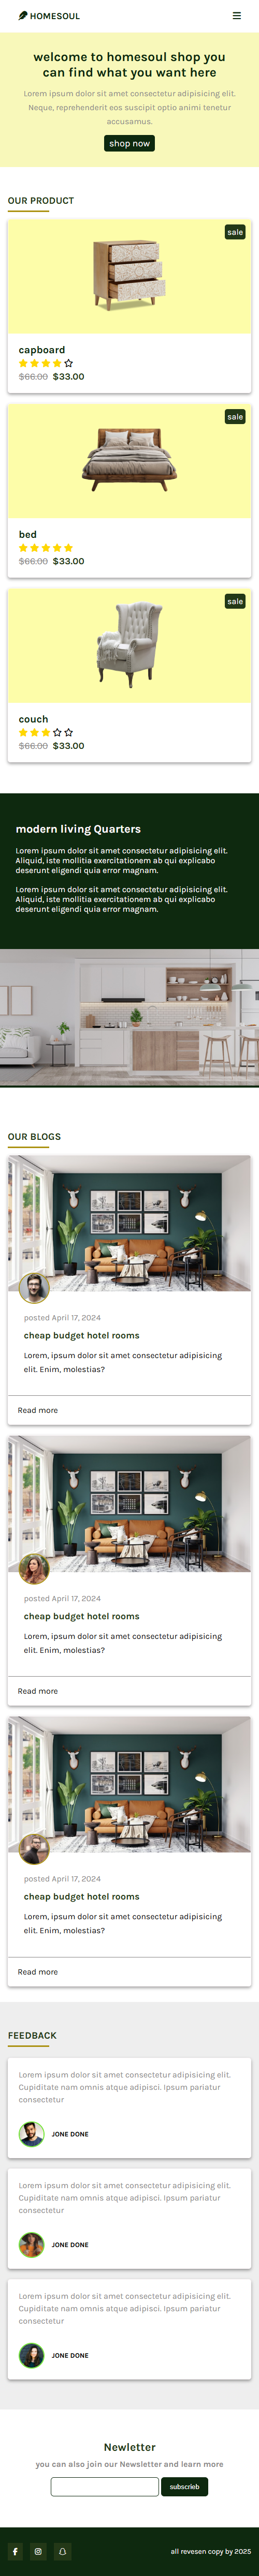 HOMESOUL
welcome to homesoul shop you
can find what you want here
Lorem ipsum dolor sit amet consectetur adipisicing elit.
Neque, reprehenderit eos suscipit optio animi tenetur
accusamus.
shop now
OUR PRODUCT
sale
capboard
$66.00 $33.00
sale
bed
$66.00 $33.00
sale
couch
$66.00 $33.00
modern living Quarters
Lorem ipsum dolor sit amet consectetur adipisicing elit.
Aliquid, iste mollitia exercitationem ab qui explicabo
deserunt eligendi quia error magnam.
Lorem ipsum dolor sit amet consectetur adipisicing elit.
Aliquid, iste mollitia exercitationem ab qui explicabo
deserunt eligendi quia error magnam.
OUR BLOGS
posted April 17, 2024
cheap budget hotel rooms
Lorem, ipsum dolor sit amet consectetur adipisicing
elit. Enim, molestias?
Read more
posted April 17, 2024
cheap budget hotel rooms
Lorem, ipsum dolor sit amet consectetur adipisicing
elit. Enim, molestias?
Read more
posted April 17, 2024
cheap budget hotel rooms
Lorem, ipsum dolor sit amet consectetur adipisicing
elit. Enim, molestias?
Read more
FEEDBACK
Lorem ipsum dolor sit amet consectetur adipisicing elit.
Cupiditate nam omnis atque adipisci. Ipsum pariatur
consectetur
JONE DONE
Lorem ipsum dolor sit amet consectetur adipisicing elit.
Cupiditate nam omnis atque adipisci. Ipsum pariatur
consectetur
JONE DONE
Lorem ipsum dolor sit amet consectetur adipisicing elit.
Cupiditate nam omnis atque adipisci. Ipsum pariatur
consectetur
JONE DONE
Newletter
you can also join our Newsletter and learn more
subscrieb
all revesen copy by 2025